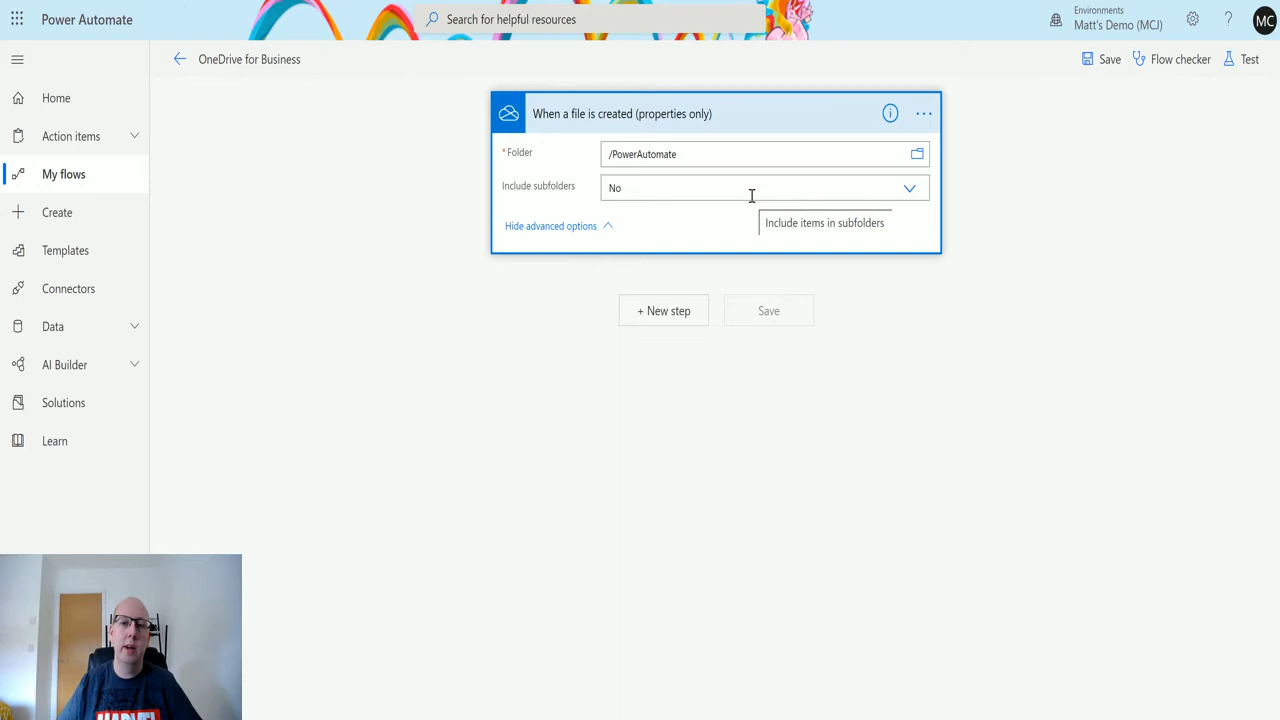 Power Automate
Search for helpful resources
Environments
Matt's Demo (MCJ)
MC
OneDrive for Business
Save
Flow checker
Test
Home
Action items
My flows
Create
Templates
Connectors
Data
AI Builder
Solutions
Learn
When a file is created (properties only)
* Folder
/PowerAutomate
Include subfolders
No
Include items in subfolders
Hide advanced options
+ New step
Save
MARVEL